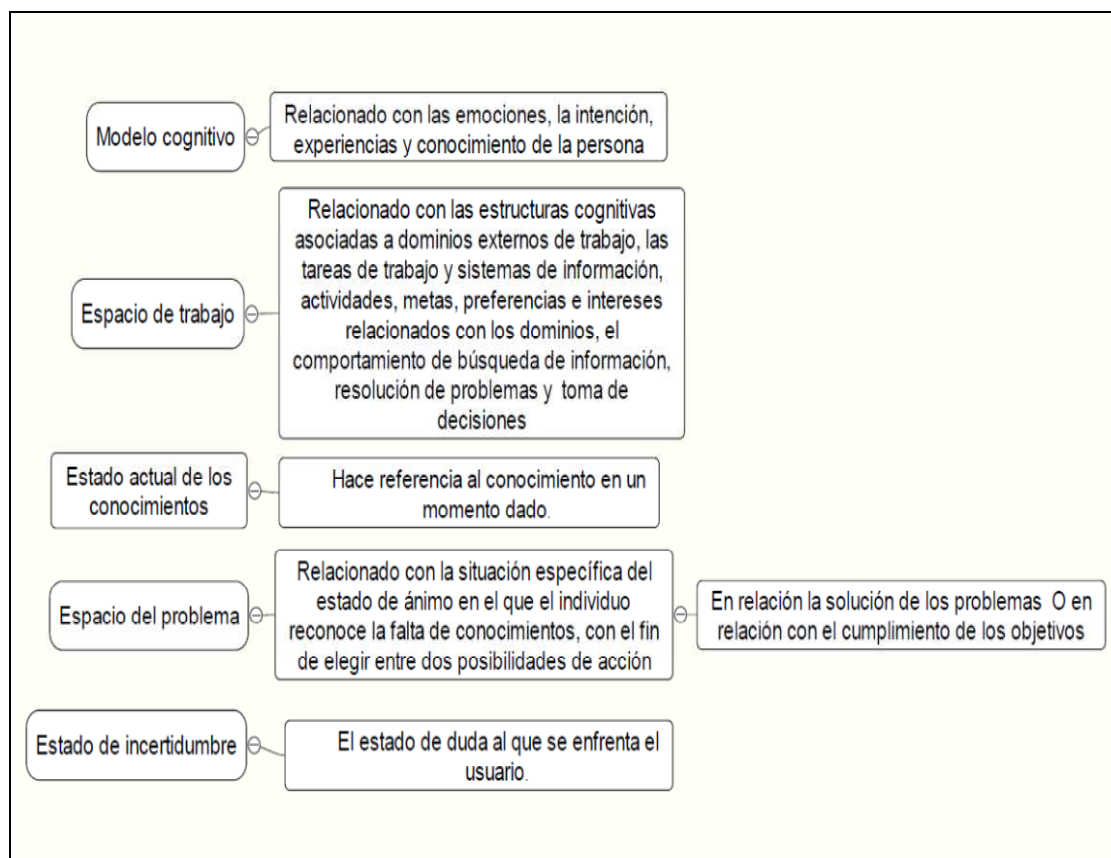 Modelo cognitivo
Relacionado con las emociones, la intención,
experiencias y conocimiento de la persona
Espacio de trabajo
Relacionado con las estructuras cognitivas
asociadas a dominios externos de trabajo, las
tareas de trabajo y sistemas de información,
actividades, metas, preferencias e intereses
relacionados con los dominios, el
comportamiento de búsqueda de información,
resolución de problemas y toma de
decisiones
Estado actual de los
conocimientos
Hace referencia al conocimiento en un
momento dado.
Espacio del problema
Relacionado con la situación específica del
estado de ánimo en el que el individuo
reconoce la falta de conocimientos, con el fin
de elegir entre dos posibilidades de acción
En relación la solución de los problemas O en
relación con el cumplimiento de los objetivos
Estado de incertidumbre
El estado de duda al que se enfrenta el
usuario.